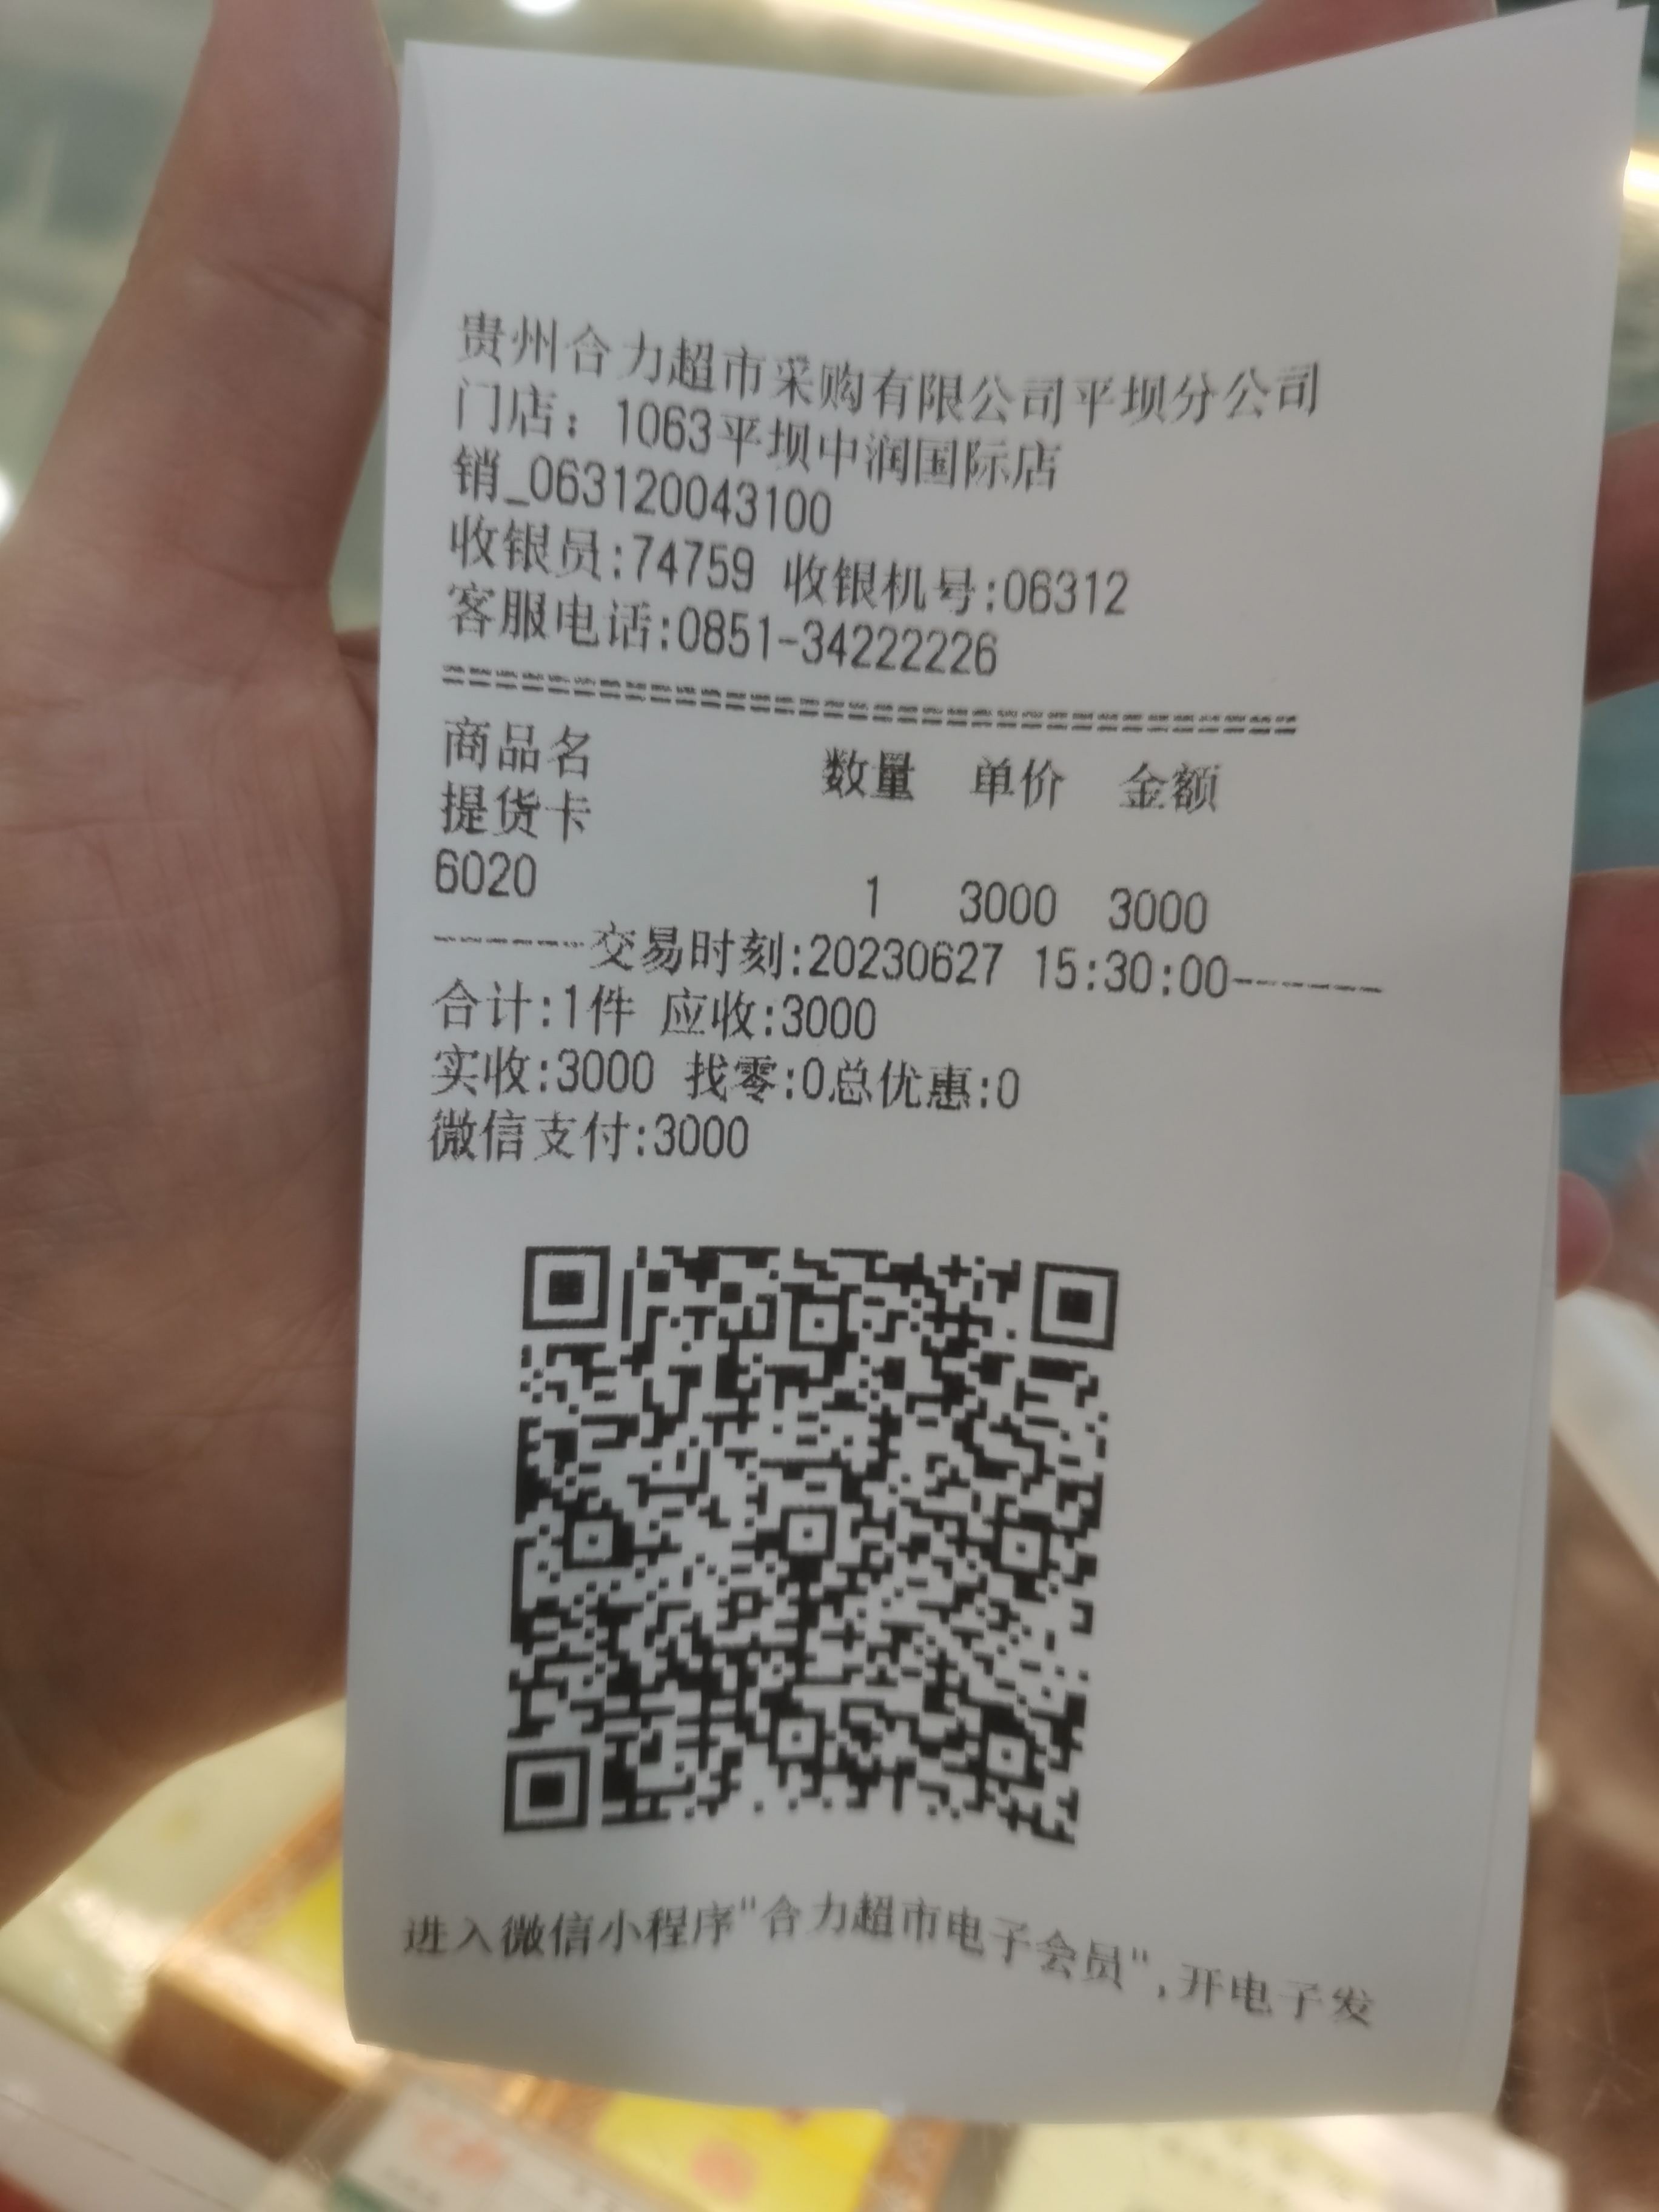 贵州合力超市采购有限公司平坝分公司
门店：1063平坝中润国际店
销_063120043100
收银员:74759 收银机号:06312
客服电话:0851-34222226
==================================
商品名 数量 单价 金额
提货卡
6020 1 3000 3000
------交易时刻:20230627 15:30:00------
合计:1件 应收:3000
实收:3000 找零:0总优惠:0
微信支付:3000
进入微信小程序"合力超市电子会员",开电子发